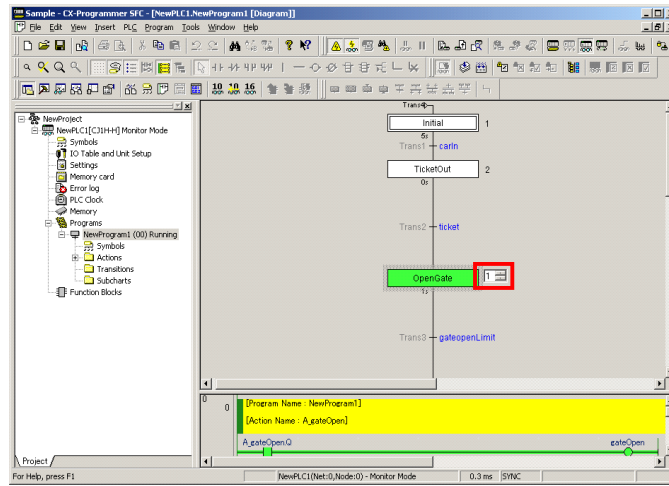 Sample - CX-Programmer SFC - [NewPLC1.NewProgram1 [Diagram]]
File Edit View Insert PLC Program Tools Window Help
10 10 16
NewProject
NewPLC1[CJ1H-H] Monitor Mode
Symbols
IO Table and Unit Setup
Settings
Memory card
Error log
PLC Clock
Memory
Programs
NewProgram1 (00) Running
Symbols
Actions
Transitions
Subcharts
Function Blocks
Project
Trans4
Initial 1
5s
Trans1 carIn
TicketOut 2
0s
Trans2 ticket
OpenGate 1
1s
Trans3 gateopenLimit
0 0 [Program Name : NewProgram1]
[Action Name : A_gateOpen]
A_gateOpen.Q gateOpen
For Help, press F1 NewPLC1(Net:0,Node:0) - Monitor Mode 0.3 ms SYNC